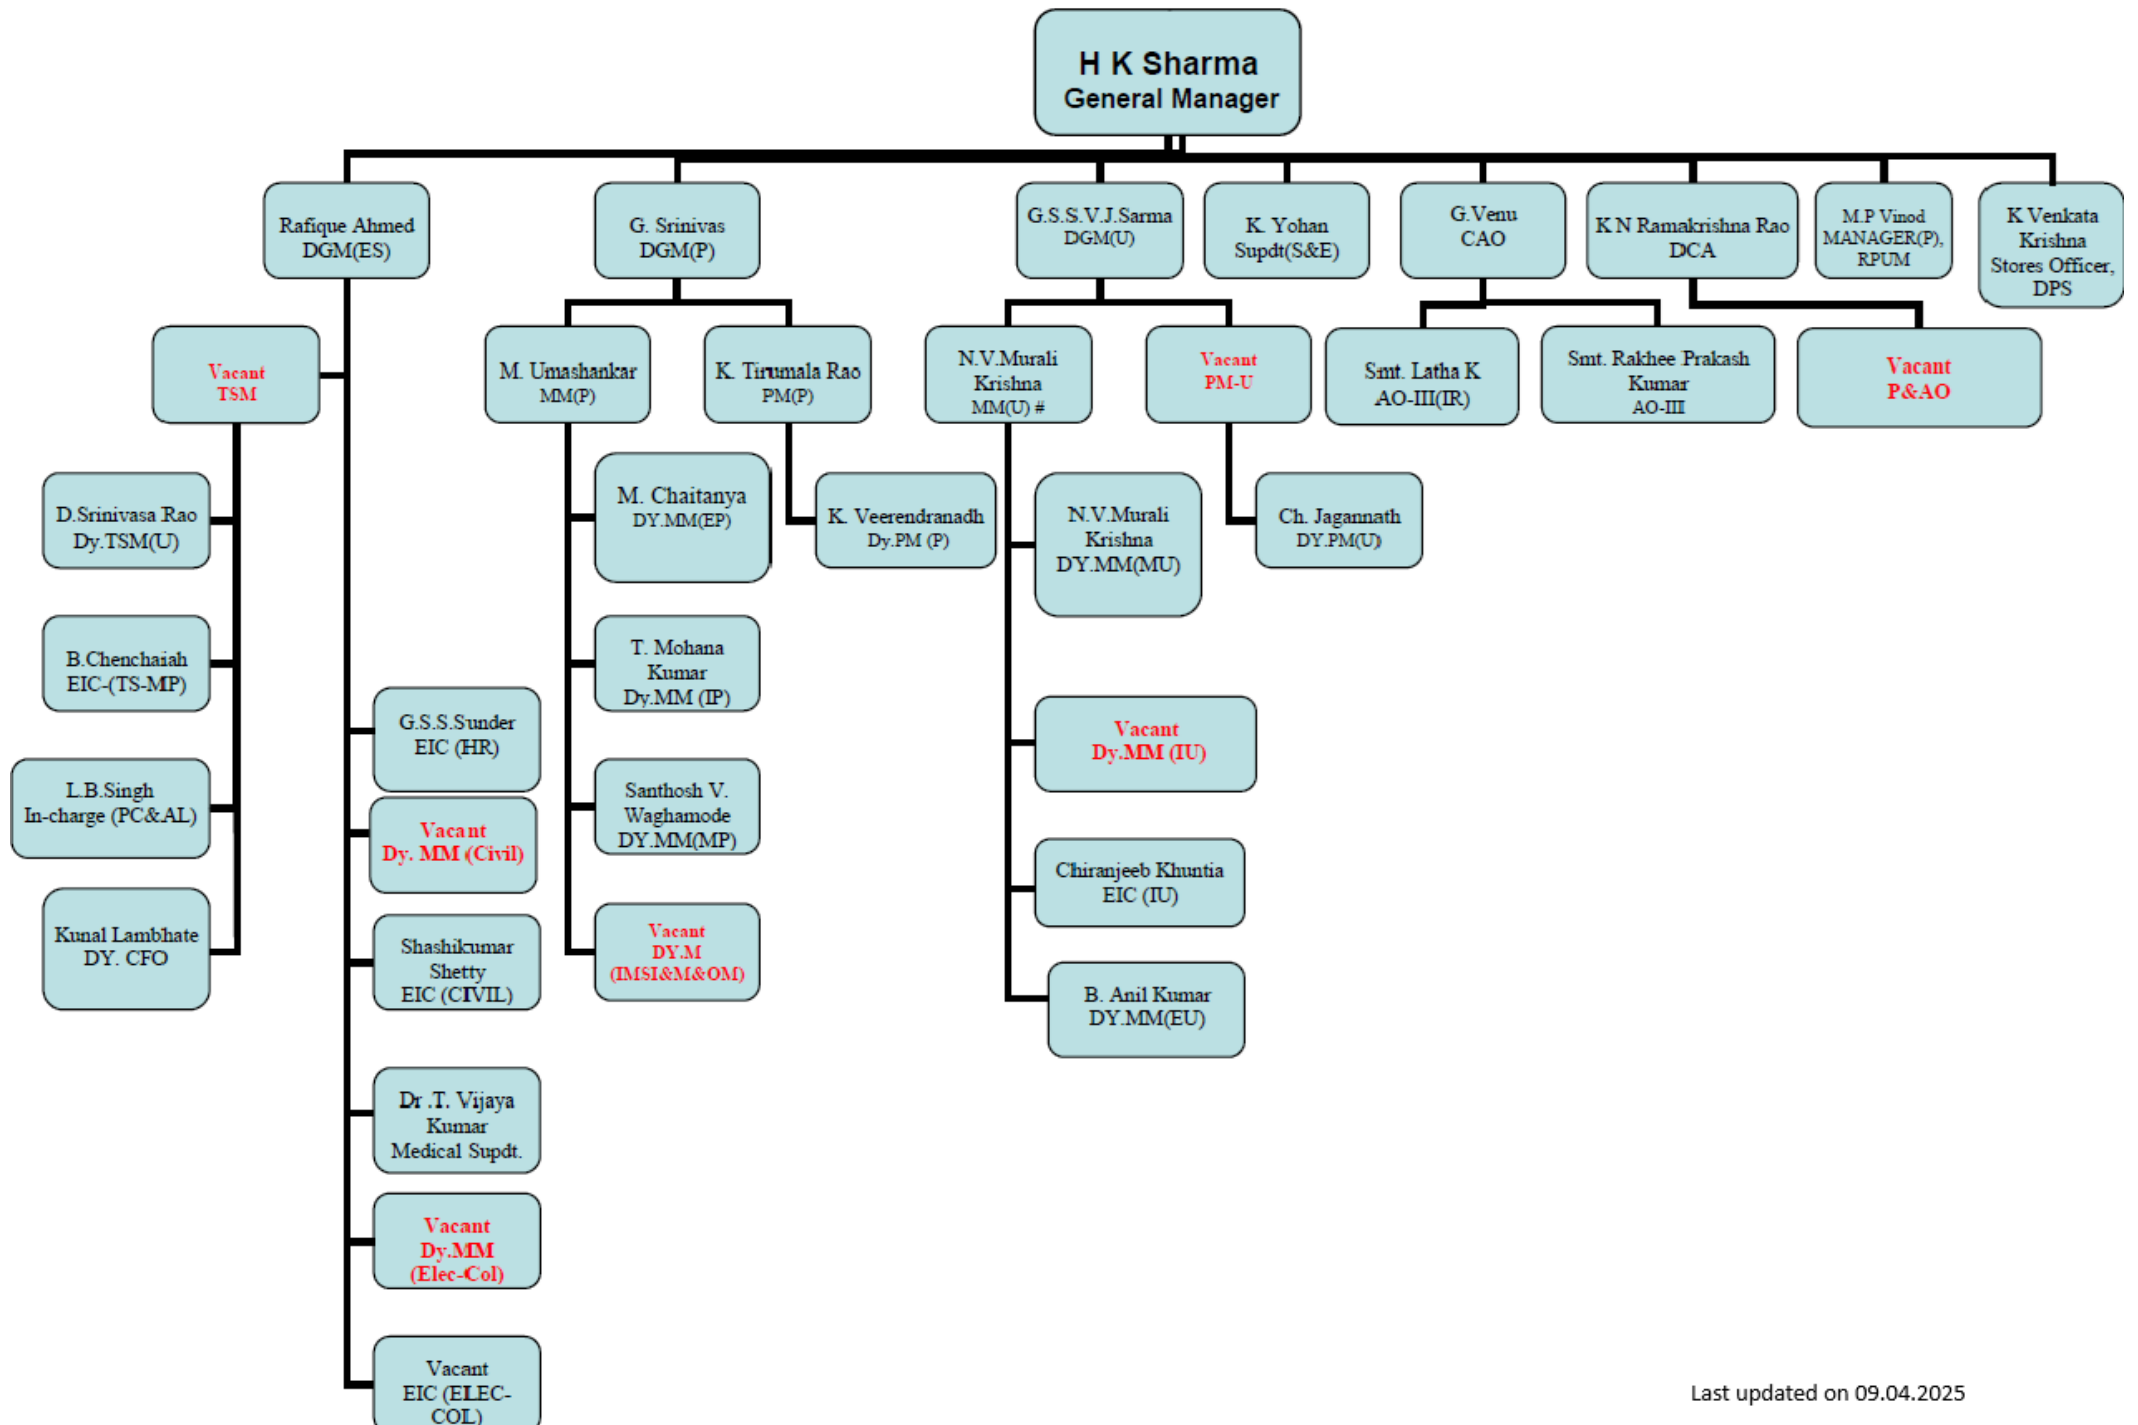 H K Sharma
General Manager
Rafique Ahmed
DGM(ES)
G. Srinivas
DGM(P)
G.S.S.V.J.Sarma
DGM(U)
K. Yohan
Supdt(S&E)
G.Venu
CAO
K N Ramakrishna Rao
DCA
M.P Vinod
MANAGER(P),
RPUM
K Venkata
Krishna
Stores Officer,
DPS
Vacant
TSM
M. Umashankar
MM(P)
K. Tirumala Rao
PM(P)
N.V.Murali
Krishna
MM(U) #
Vacant
PM-U
Smt. Latha K
AO-III(IR)
Smt. Rakhee Prakash
Kumar
AO-III
Vacant
P&AO
D.Srinivasa Rao
Dy.TSM(U)
M. Chaitanya
DY.MM(EP)
K. Veerendranadh
Dy.PM (P)
N.V.Murali
Krishna
DY.MM(MU)
Ch. Jagannath
DY.PM(U)
B.Chenchaiah
EIC-(TS-MP)
T. Mohana
Kumar
Dy.MM (IP)
G.S.S.Sunder
EIC (HR)
Vacant
Dy.MM (IU)
L.B.Singh
In-charge (PC&AL)
Vacant
Dy. MM (Civil)
Santhosh V.
Waghamode
DY.MM(MP)
Chiranjeeb Khuntia
EIC (IU)
Kunal Lambhate
DY. CFO
Shashikumar
Shetty
EIC (CIVIL)
Vacant
DY.M
(IMSI&M&OM)
B. Anil Kumar
DY.MM(EU)
Dr .T. Vijaya
Kumar
Medical Supdt.
Vacant
Dy.MM
(Elec-Col)
Vacant
EIC (ELEC-
COL)
Last updated on 09.04.2025